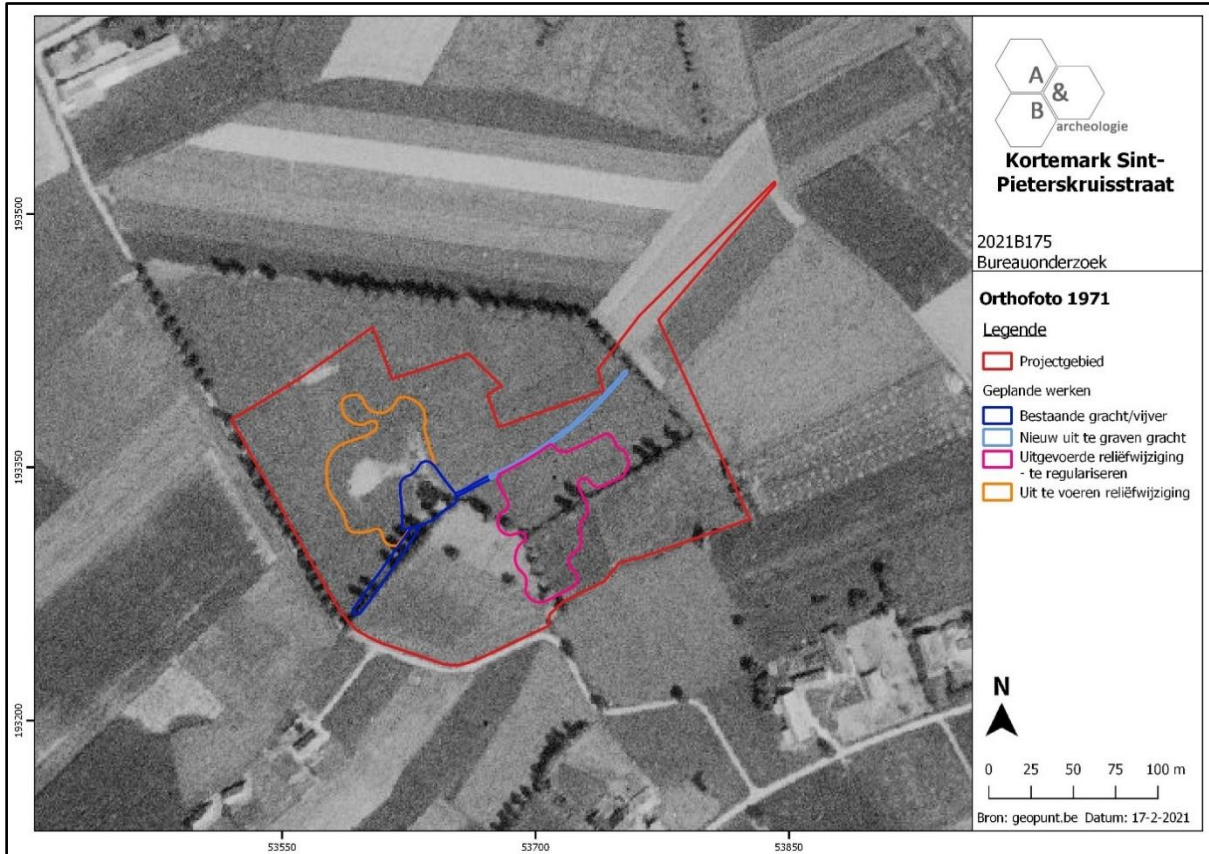 A
&
B
archeologie
Kortemark Sint-
Pieterskruisstraat
2021B175
Bureauonderzoek
Orthofoto 1971
Legende
Projectgebied
Geplande werken
Bestaande gracht/vijver
Nieuw uit te graven gracht
Uitgevoerde reliëfwijziging
- te regulariseren
Uit te voeren reliëfwijziging
N
0 25 50 75 100 m
Bron: geopunt.be Datum: 17-2-2021
193500
193350
193200
53550 53700 53850